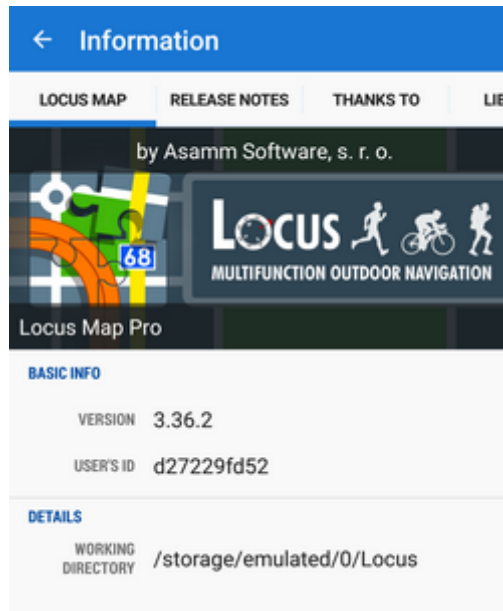 Information
LOCUS MAP RELEASE NOTES THANKS TO
by Asamm Software, s. r. o.
68
LOCUS
MULTIFUNCTION OUTDOOR NAVIGATION
Locus Map Pro
BASIC INFO
VERSION 3.36.2
USER'S ID d27229fd52
DETAILS
WORKING
DIRECTORY /storage/emulated/0/Locus